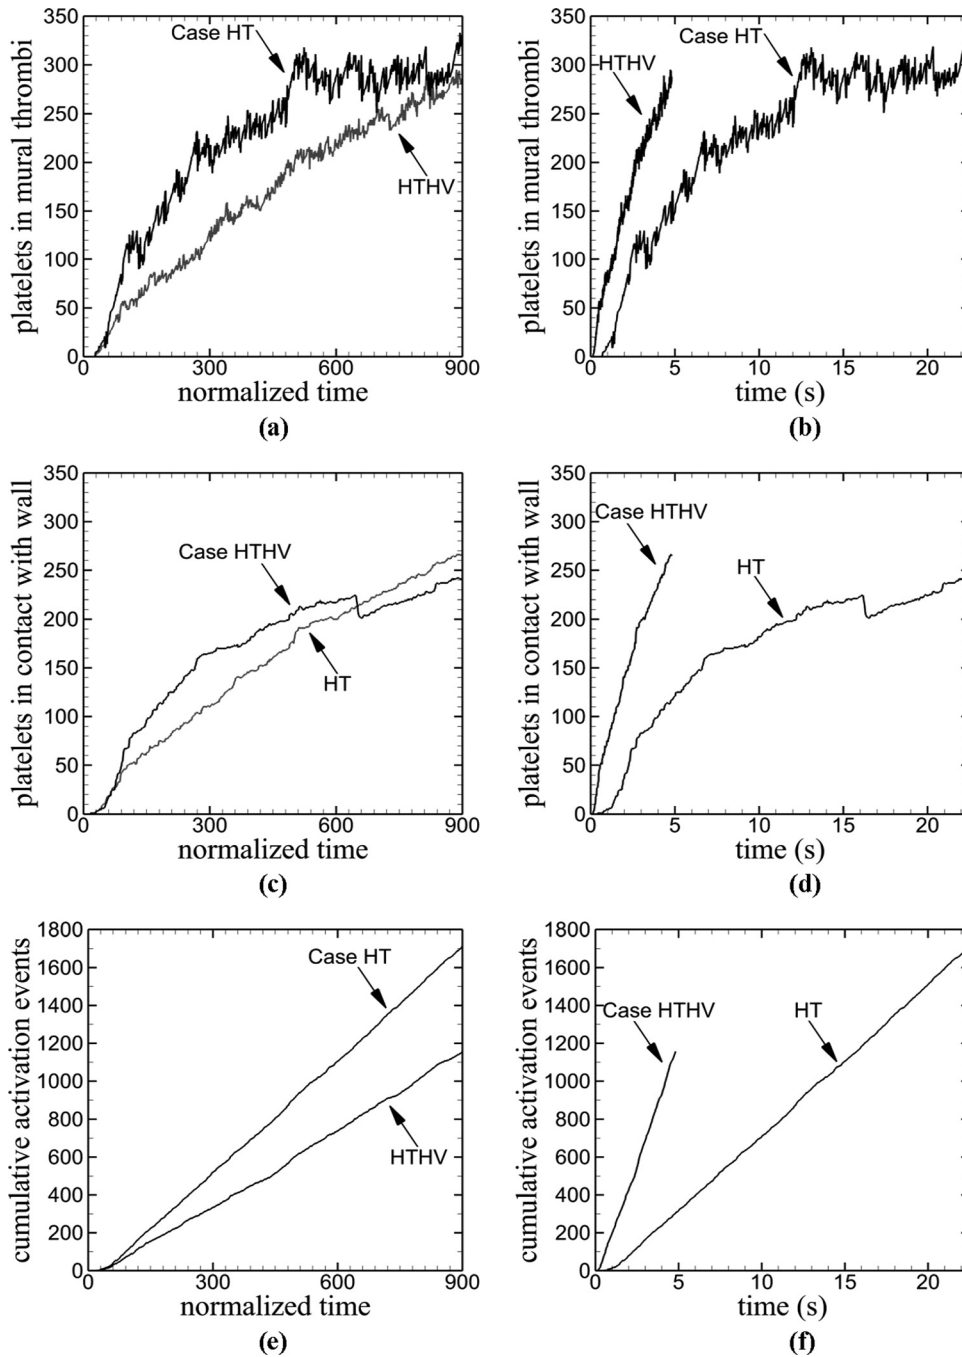 platelets in mural thrombi
350
300
250
200
150
100
50
0
Case HT
HTHV
0 300 600 900
normalized time
(a)
platelets in mural thrombi
350
300
250
200
150
100
50
0
HTHV
Case HT
0 5 10 15 20
time (s)
(b)
platelets in contact with wall
350
300
250
200
150
100
50
0
Case HTHV
HT
0 300 600 900
normalized time
(c)
platelets in contact with wall
350
300
250
200
150
100
50
0
Case HTHV
HT
0 5 10 15 20
time (s)
(d)
cumulative activation events
1800
1600
1400
1200
1000
800
600
400
200
0
Case HT
HTHV
0 300 600 900
normalized time
(e)
cumulative activation events
1800
1600
1400
1200
1000
800
600
400
200
0
Case HTHV
HT
0 5 10 15 20
time (s)
(f)